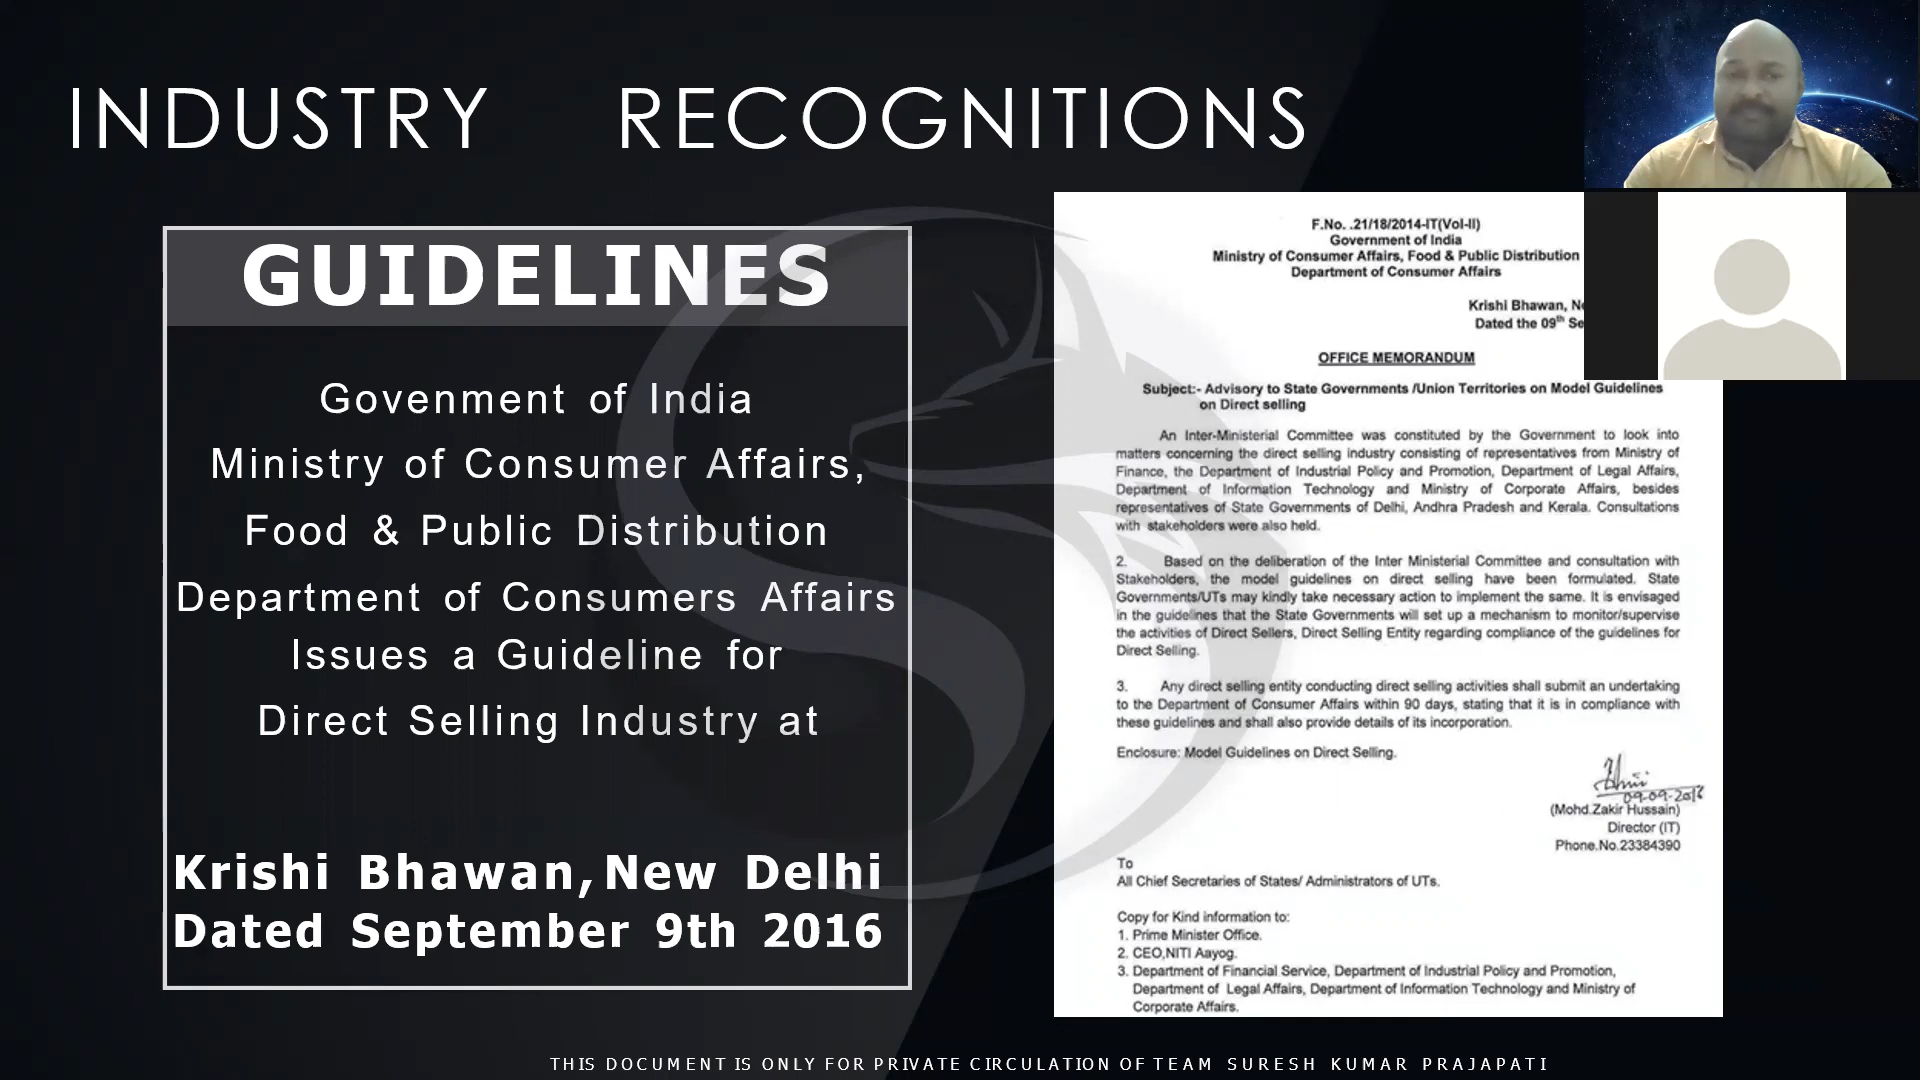 INDUSTRY RECOGNITIONS
GUIDELINES
Govenment of India
Ministry of Consumer Affairs,
Food & Public Distribution
Department of Consumers Affairs
Issues a Guideline for
Direct Selling Industry at
Krishi Bhawan, New Delhi
Dated September 9th 2016
F.No. .21/18/2014-IT(Vol-II)
Government of India
Ministry of Consumer Affairs, Food & Public Distribution
Department of Consumer Affairs
Krishi Bhawan,
Dated the 09th
OFFICE MEMORANDUM
Subject:- Advisory to State Governments /Union Territories on Model Guidelines
on Direct selling
An Inter-Ministerial Committee was constituted by the Government to look into
matters concerning the direct selling industry consisting of representatives from Ministry of
Finance, the Department of Industrial Policy and Promotion, Department of Legal Affairs,
Department of Information Technology and Ministry of Corporate Affairs, besides
representatives of State Governments of Delhi, Andhra Pradesh and Kerala. Consultations
with stakeholders were also held.
2. Based on the deliberation of the Inter Ministerial Committee and consultation with
Stakeholders, the model guidelines on direct selling have been formulated. State
Governments/UTs may kindly take necessary action to implement the same. It is envisaged
in the guidelines that the State Governments will set up a mechanism to monitor/supervise
the activities of Direct Sellers, Direct Selling Entity regarding compliance of the guidelines for
Direct Selling.
3. Any direct selling entity conducting direct selling activities shall submit an undertaking
to the Department of Consumer Affairs within 90 days, stating that it is in compliance with
these guidelines and shall also provide details of its incorporation.
Enclosure: Model Guidelines on Direct Selling.
09-09-2016
(Mohd.Zakir Hussain)
Director (IT)
Phone.No.23384390
To
All Chief Secretaries of States/ Administrators of UTs.
Copy for Kind information to:
1. Prime Minister Office.
2. CEO,NITI Aayog.
3. Department of Financial Service, Department of Industrial Policy and Promotion,
Department of Legal Affairs, Department of Information Technology and Ministry of
Corporate Affairs.
THIS DOCUMENT IS ONLY FOR PRIVATE CIRCULATION OF TEAM SURESH KUMAR PRAJAPATI